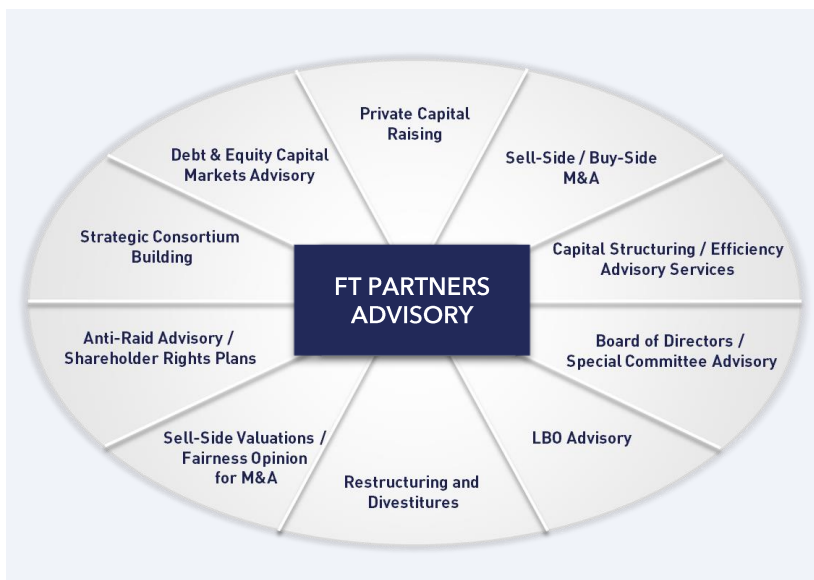 Private Capital
Raising
Debt & Equity Capital
Markets Advisory
Sell-Side / Buy-Side
M&A
Strategic Consortium
Building
Capital Structuring / Efficiency
Advisory Services
FT PARTNERS
ADVISORY
Anti-Raid Advisory /
Shareholder Rights Plans
Board of Directors /
Special Committee Advisory
Sell-Side Valuations /
Fairness Opinion
for M&A
LBO Advisory
Restructuring and
Divestitures